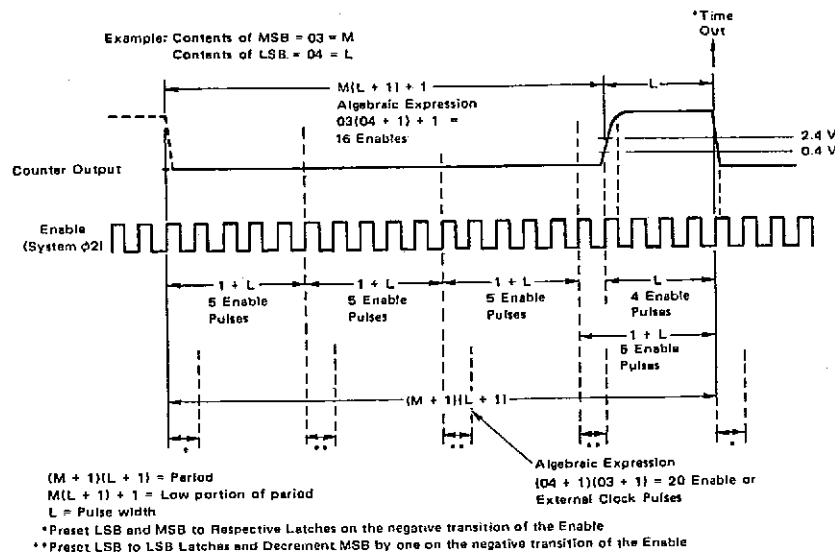 *Time
Out
Example: Contents of MSB = 03 = M
Contents of LSB = 04 = L
M(L + 1) + 1
Algebraic Expression
03(04 + 1) + 1 =
16 Enables
L
2.4 V
0.4 V
Counter Output
Enable
(System φ2)
1 + L
5 Enable
Pulses
1 + L
5 Enable
Pulses
1 + L
5 Enable
Pulses
L
4 Enable
Pulses
1 + L
5 Enable
Pulses
(M + 1)(L + 1)
*
**
**
**
*
Algebraic Expression
(04 + 1)(03 + 1) = 20 Enable or
External Clock Pulses
(M + 1)(L + 1) = Period
M(L + 1) + 1 = Low portion of period
L = Pulse width
*Preset LSB and MSB to Respective Latches on the negative transition of the Enable
**Preset LSB to LSB Latches and Decrement MSB by one on the negative transition of the Enable